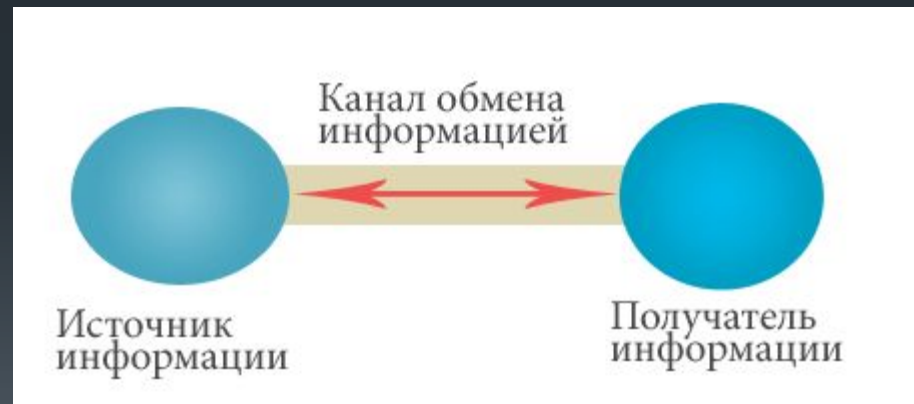 Канал обмена
информацией
Источник
информации
Получатель
информации